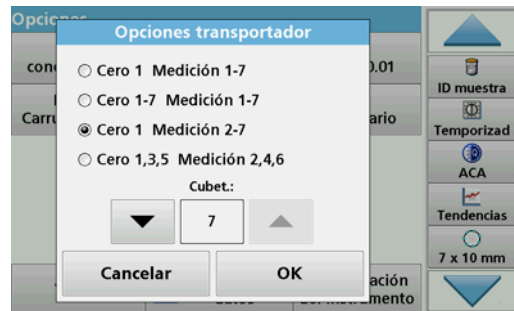 Opciones
Opciones transportador
Cero 1 Medición 1-7
Cero 1-7 Medición 1-7
Cero 1 Medición 2-7
Cero 1,3,5 Medición 2,4,6
Cubet.:
7
Cancelar
OK
ID muestra
Temporizad
ACA
Tendencias
7 x 10 mm